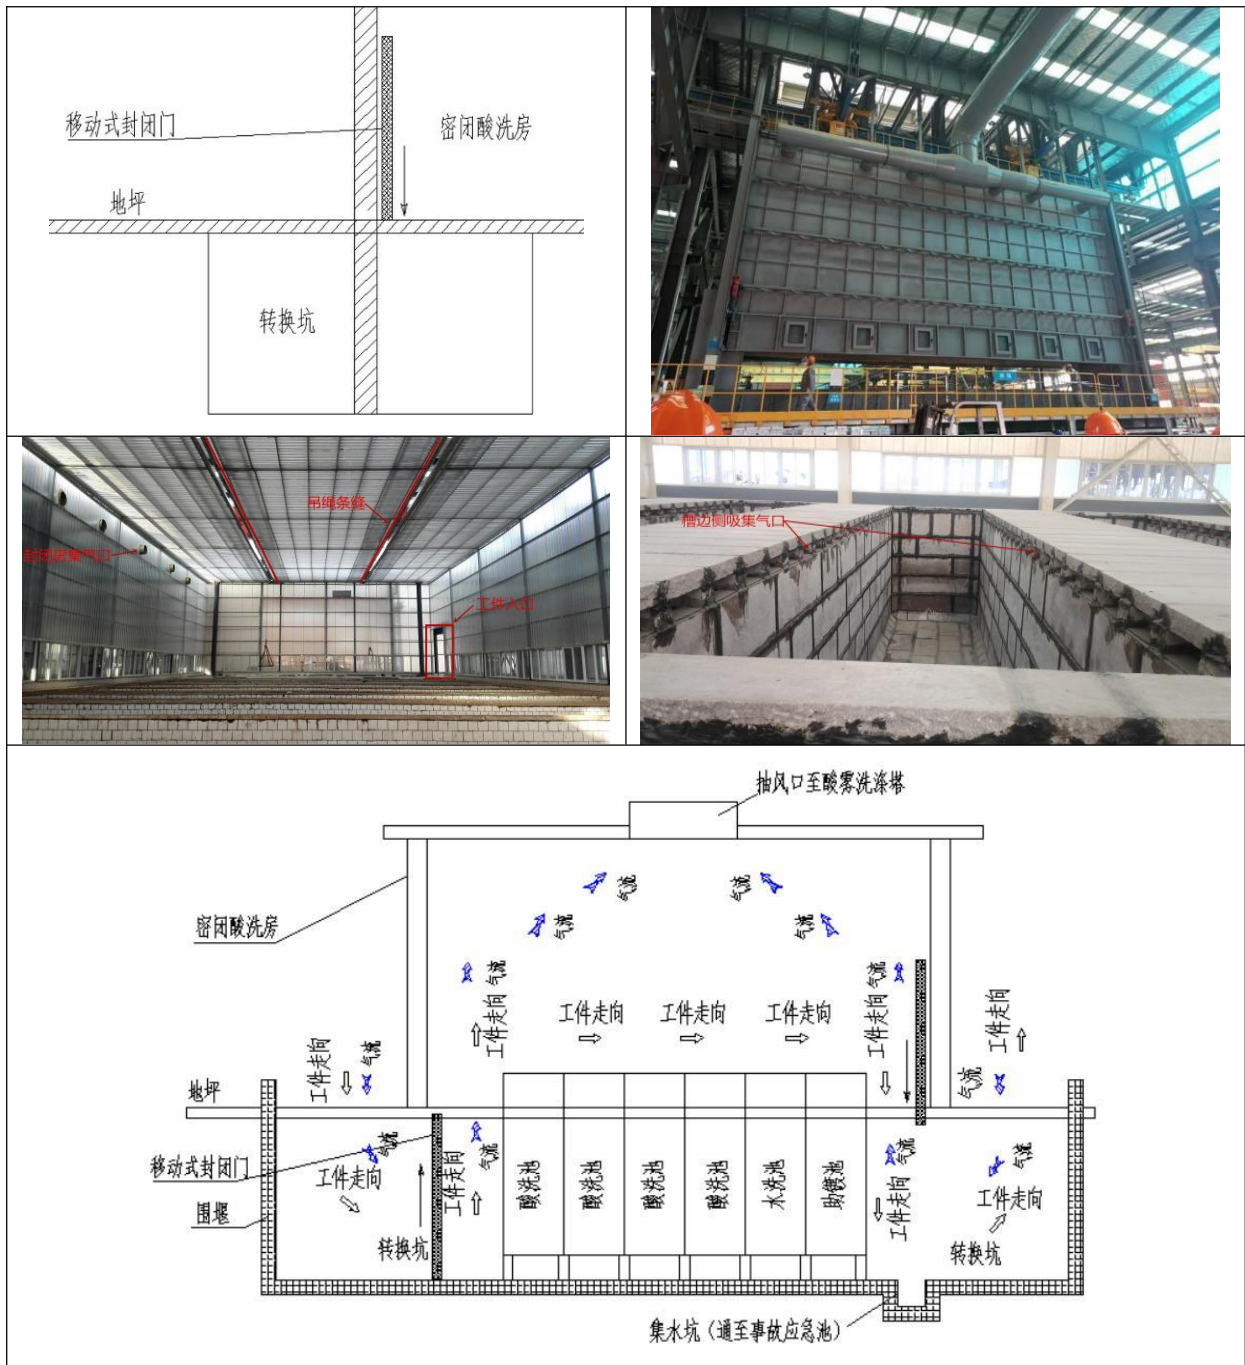 移动式封闭门
密闭酸洗房
地坪
转换坑
吊绳条缝
封闭房集气口
工件入口
槽边侧吸集气口
抽风口至酸雾洗涤塔
气流
气流
气流
气流
密闭酸洗房
气流
工件走向
工件走向
工件走向
工件走向
工件走向
气流
工件走向
工件走向
气流
气流
地坪
移动式封闭门
气流
工件走向
工件走向
气流
酸洗池
酸洗池
酸洗池
酸洗池
水洗池
助镀池
气流
工件走向
气流
工件走向
围堰
转换坑
转换坑
集水坑（通至事故应急池）